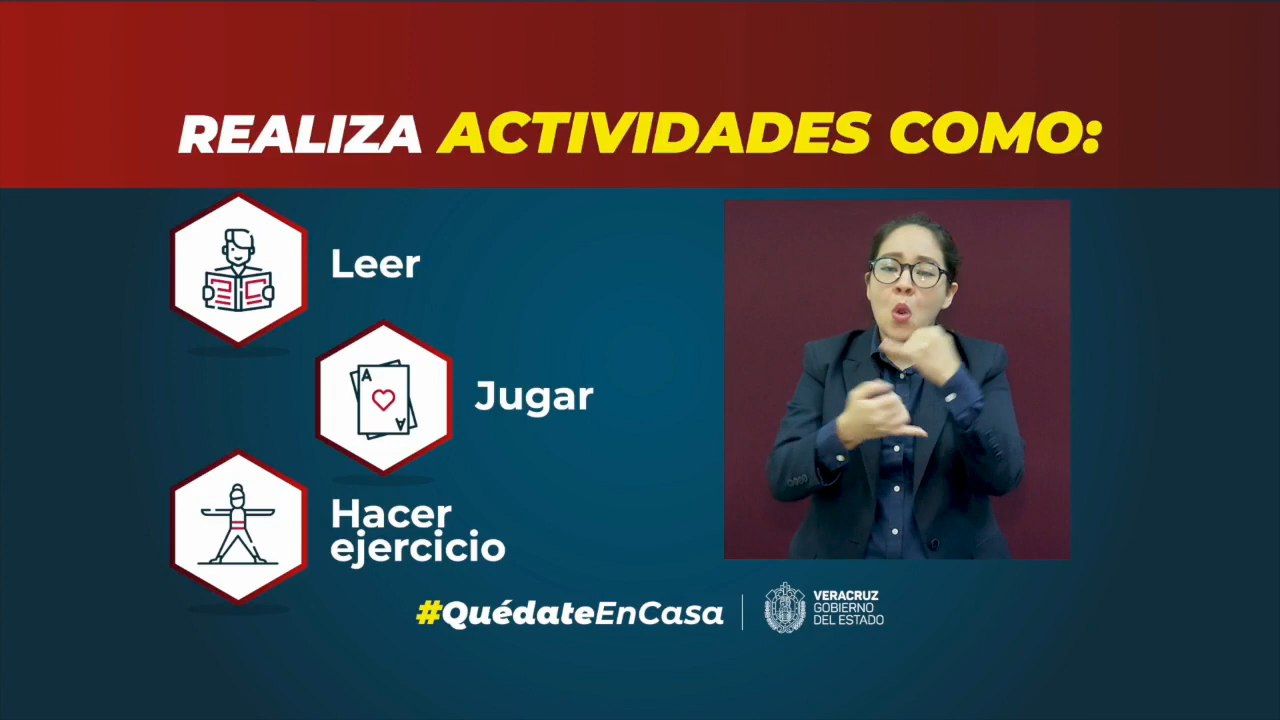 REALIZA ACTIVIDADES COMO:
Leer
A
A
Jugar
Hacer
ejercicio
#QuédateEnCasa
VERACRUZ
GOBIERNO
DEL ESTADO